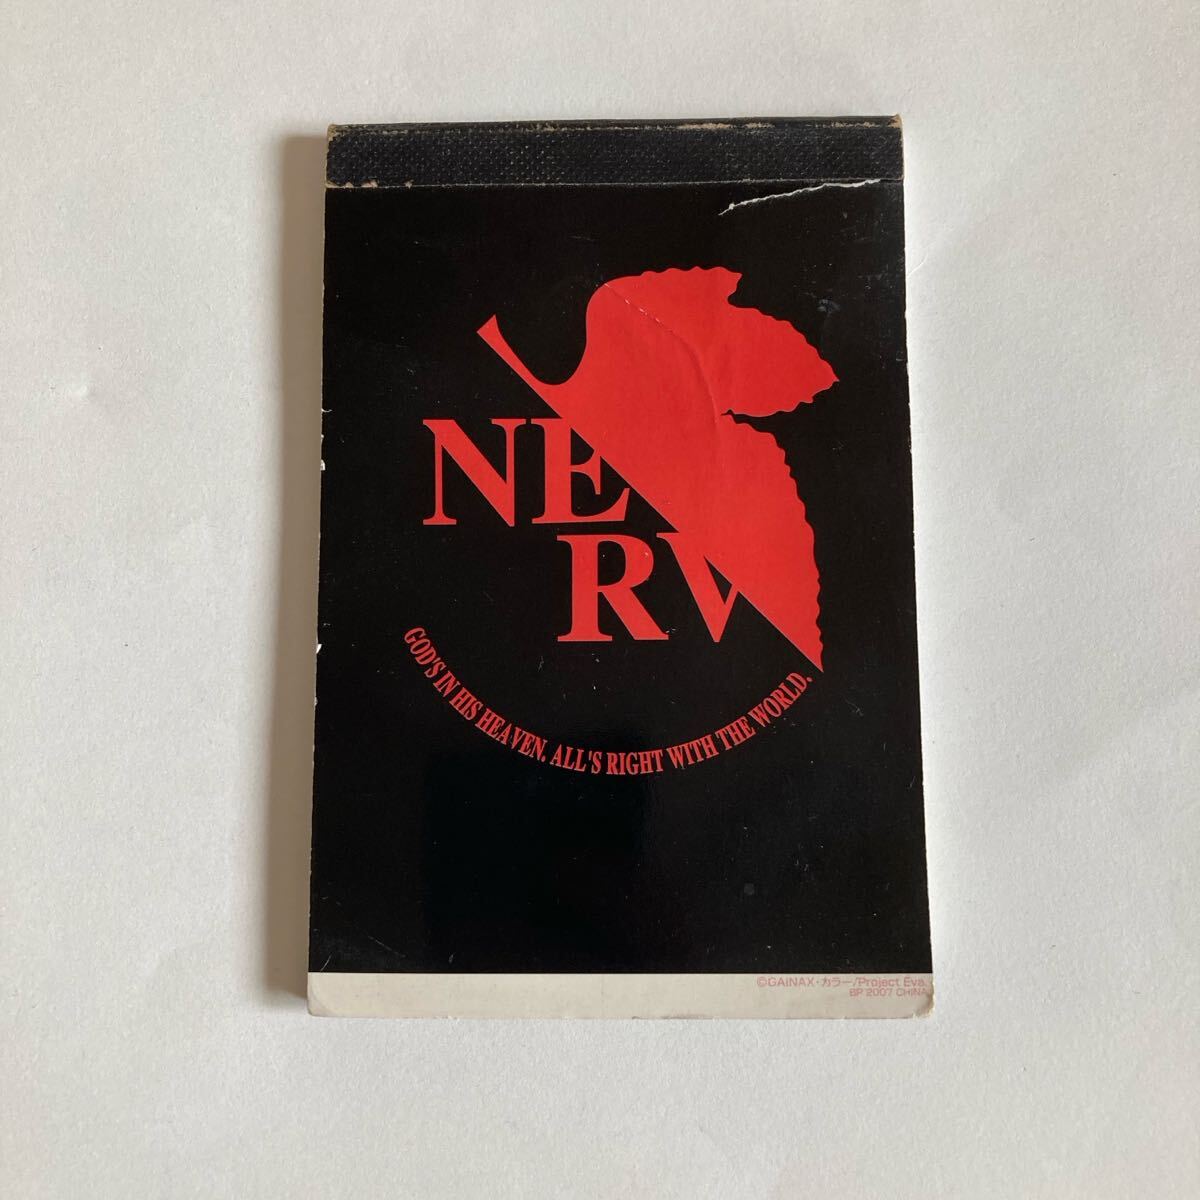 NE
RV
GOD'S IN HIS HEAVEN. ALL'S RIGHT WITH THE WORLD.
©GAINAX・カラー/Project Eva.
BP 2007 CHINA